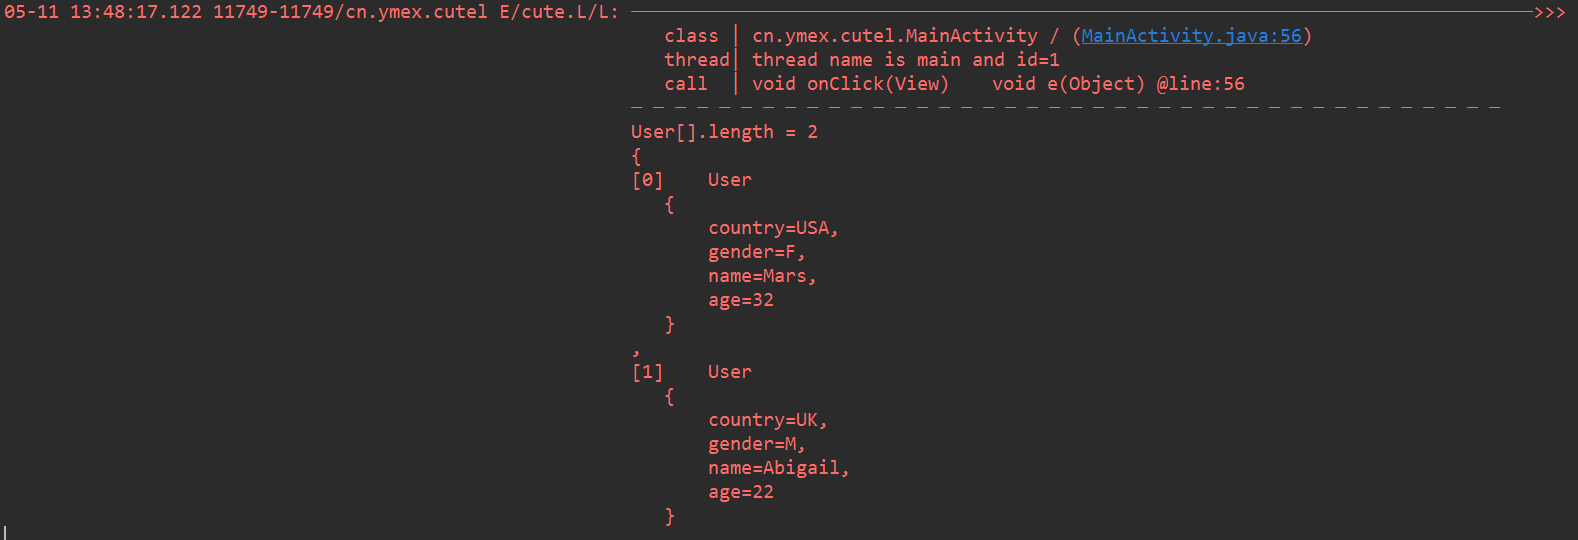 05-11 13:48:17.122 11749-11749/cn.ymex.cutel E/cute.L/L: ──────────────────────────────>>>
class │ cn.ymex.cutel.MainActivity / (MainActivity.java:56)
thread│ thread name is main and id=1
call │ void onClick(View) void e(Object) @line:56
─ ─ ─ ─ ─ ─ ─ ─ ─ ─ ─ ─ ─ ─ ─ ─ ─ ─ ─ ─ ─ ─ ─ ─ ─ ─ ─ ─ ─ ─
User[].length = 2
{
[0] User
{
country=USA,
gender=F,
name=Mars,
age=32
}
,
[1] User
{
country=UK,
gender=M,
name=Abigail,
age=22
}